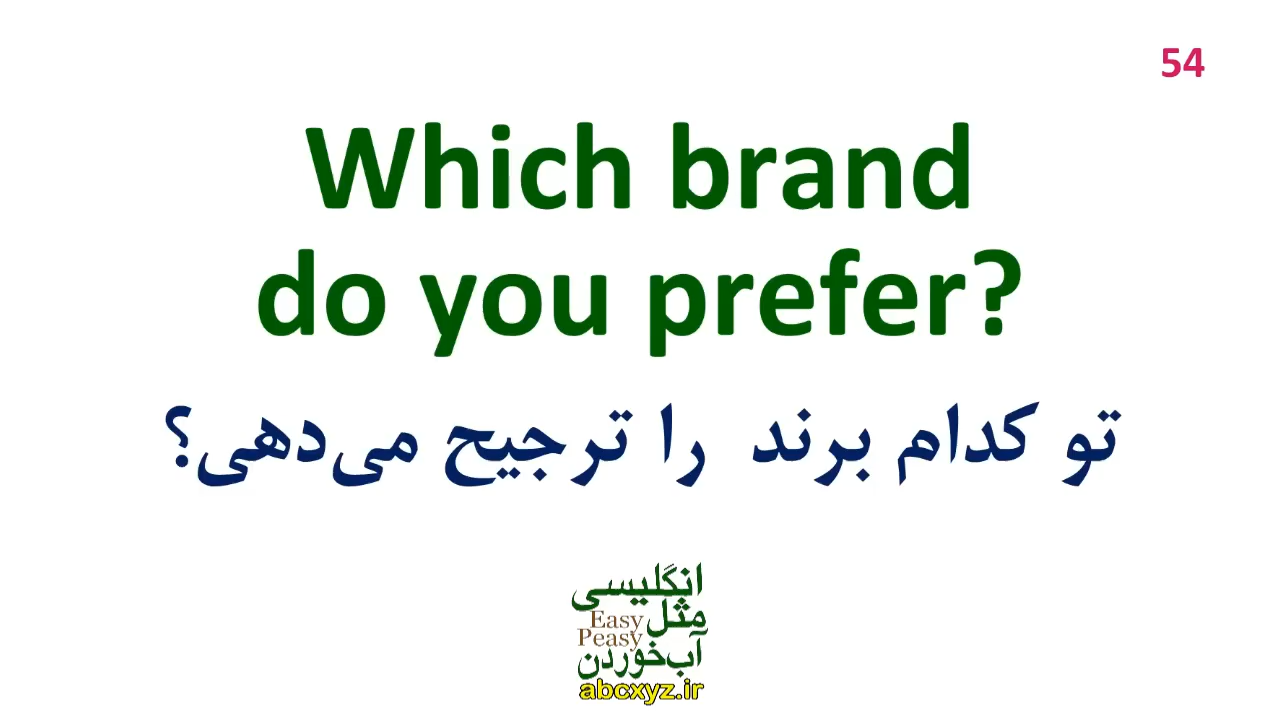 54
Which brand
do you prefer?
تو کدام برند را ترجیح می‌دهی؟
انگلیسی
مثل
Easy
Peasy
آب‌خوردن
abcxyz.ir